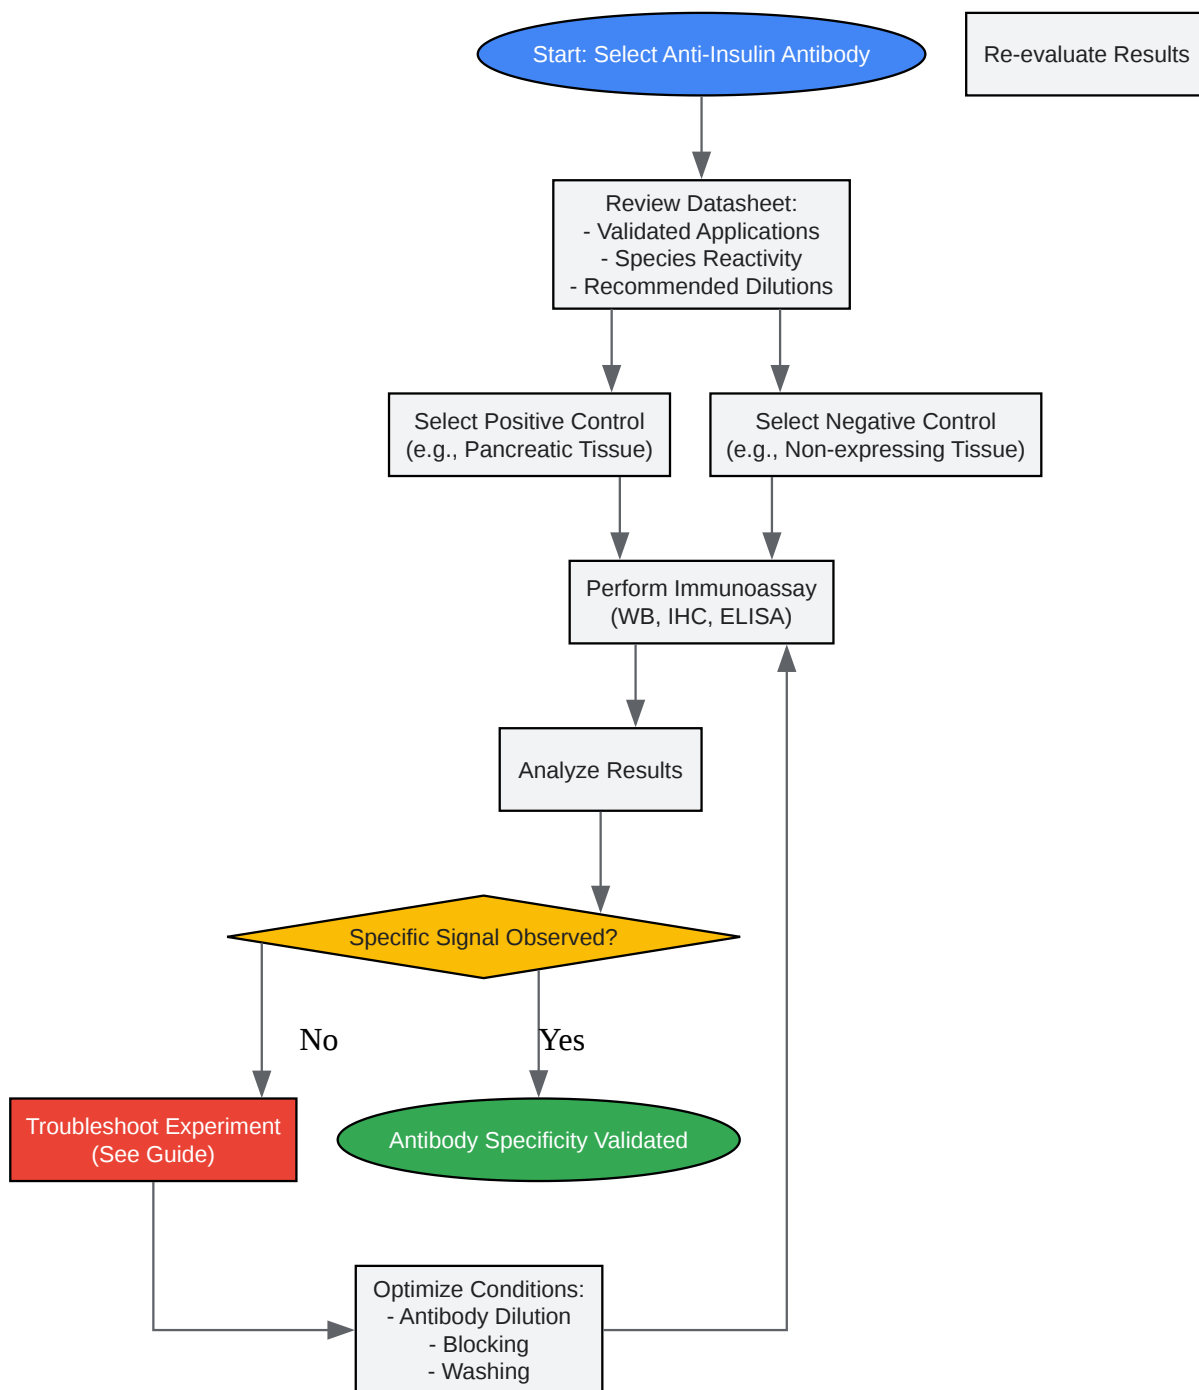 Start: Select Anti-Insulin Antibody
Re-evaluate Results
Review Datasheet:
- Validated Applications
- Species Reactivity
- Recommended Dilutions
Select Positive Control
(e.g., Pancreatic Tissue)
Select Negative Control
(e.g., Non-expressing Tissue)
Perform Immunoassay
(WB, IHC, ELISA)
Analyze Results
Specific Signal Observed?
No
Yes
Troubleshoot Experiment
(See Guide)
Antibody Specificity Validated
Optimize Conditions:
- Antibody Dilution
- Blocking
- Washing